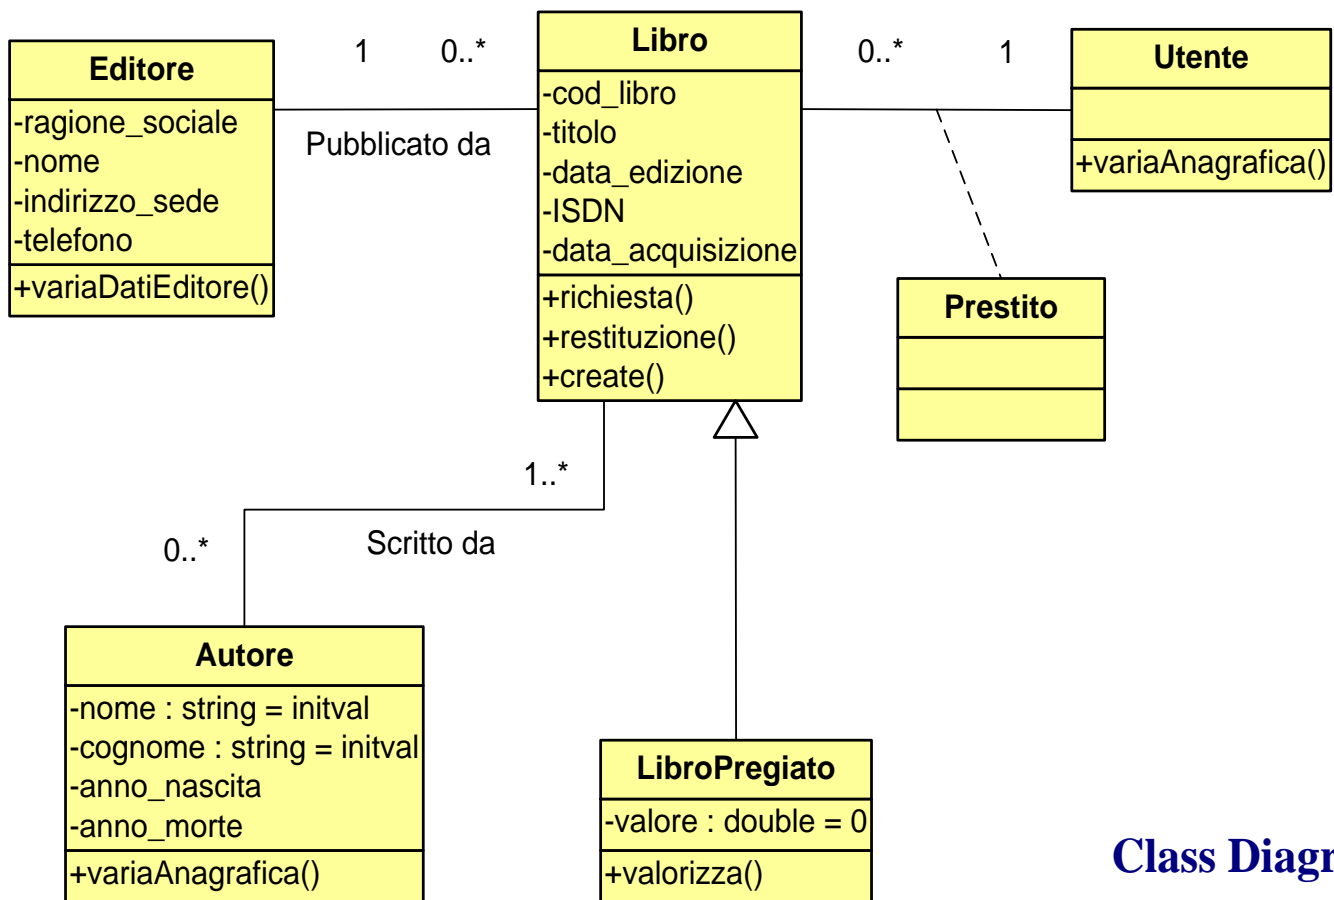 Editore
-ragione_sociale
-nome
-indirizzo_sede
-telefono
+variaDatiEditore()
1 0..*
Pubblicato da
Libro
-cod_libro
-titolo
-data_edizione
-ISDN
-data_acquisizione
+richiesta()
+restituzione()
+create()
0..* 1
Utente
+variaAnagrafica()
Prestito
1..*
0..*
Scritto da
Autore
-nome : string = initval
-cognome : string = initval
-anno_nascita
-anno_morte
+variaAnagrafica()
LibroPregiato
-valore : double = 0
+valorizza()
Class Diagr